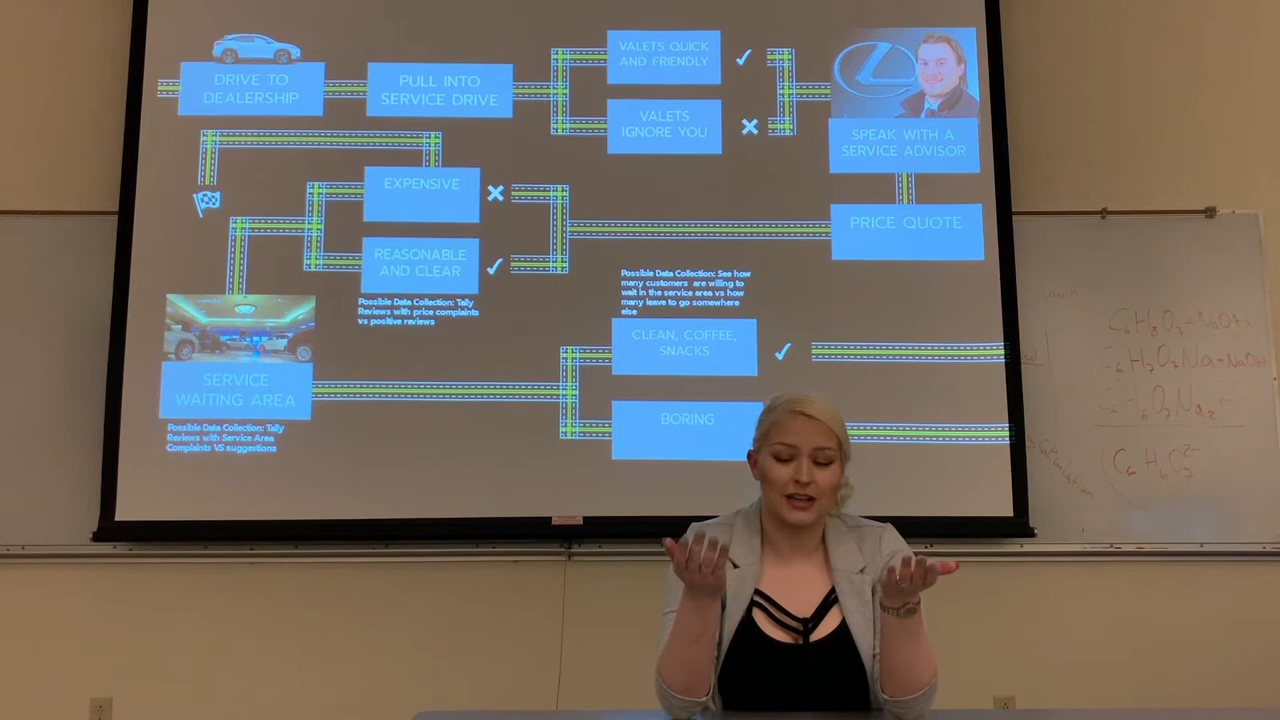 DRIVE TO
DEALERSHIP
PULL INTO
SERVICE DRIVE
VALETS QUICK
AND FRIENDLY
VALETS
IGNORE YOU
SPEAK WITH A
SERVICE ADVISOR
EXPENSIVE
PRICE QUOTE
REASONABLE
AND CLEAR
Possible Data Collection: Tally
Reviews with price complaints
vs positive reviews
Possible Data Collection: See how
many customers are willing to
wait in the service area vs how
many leave to go somewhere
else
CLEAN, COFFEE,
SNACKS
SERVICE
WAITING AREA
BORING
Possible Data Collection: Tally
Reviews with Service Area
Complaints VS suggestions